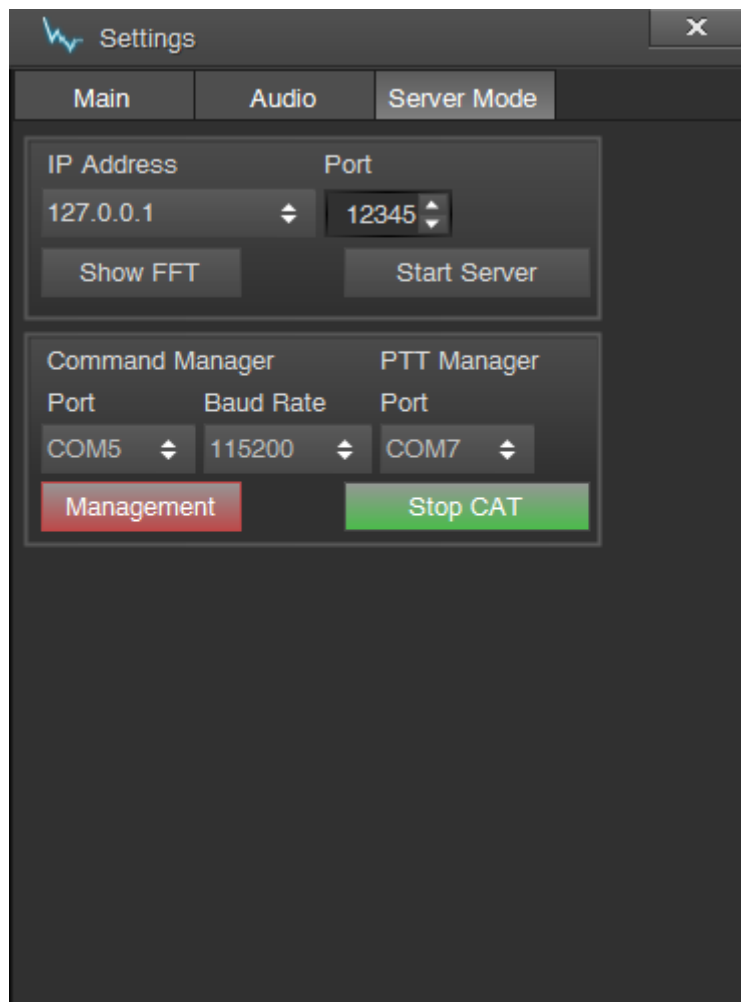 Settings
x
Main Audio Server Mode
IP Address Port
127.0.0.1 12345
Show FFT Start Server
Command Manager PTT Manager
Port Baud Rate Port
COM5 115200 COM7
Management Stop CAT